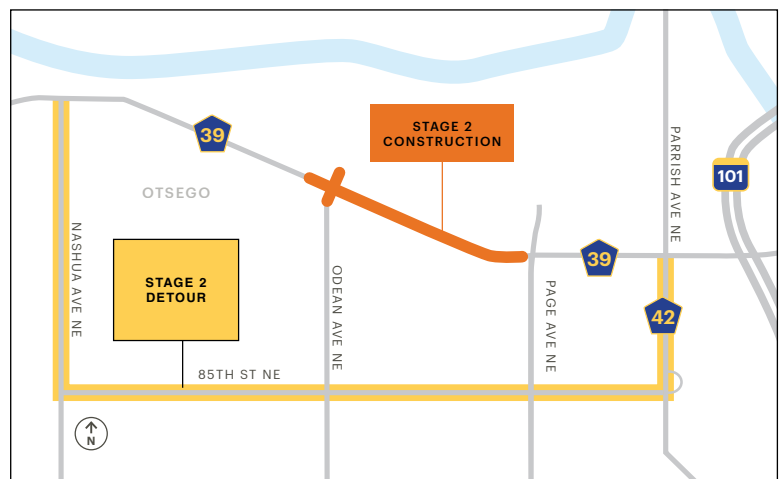 STAGE 2
CONSTRUCTION
39
PARRISH AVE NE
101
OTSEGO
NASHUA AVE NE
STAGE 2
DETOUR
ODEAN AVE NE
39
PAGE AVE NE
42
85TH ST NE
N